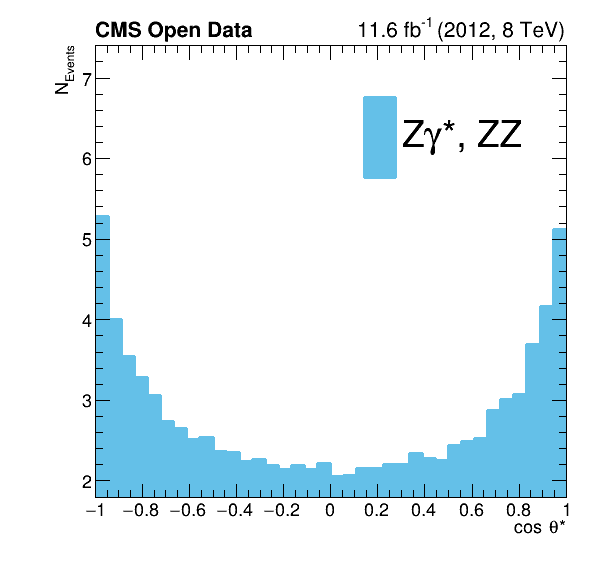 CMS Open Data
11.6 fb-1 (2012, 8 TeV)
NEvents
7
6
5
4
3
2
Zγ*, ZZ
−1 −0.8 −0.6 −0.4 −0.2 0 0.2 0.4 0.6 0.8 1
cos θ*